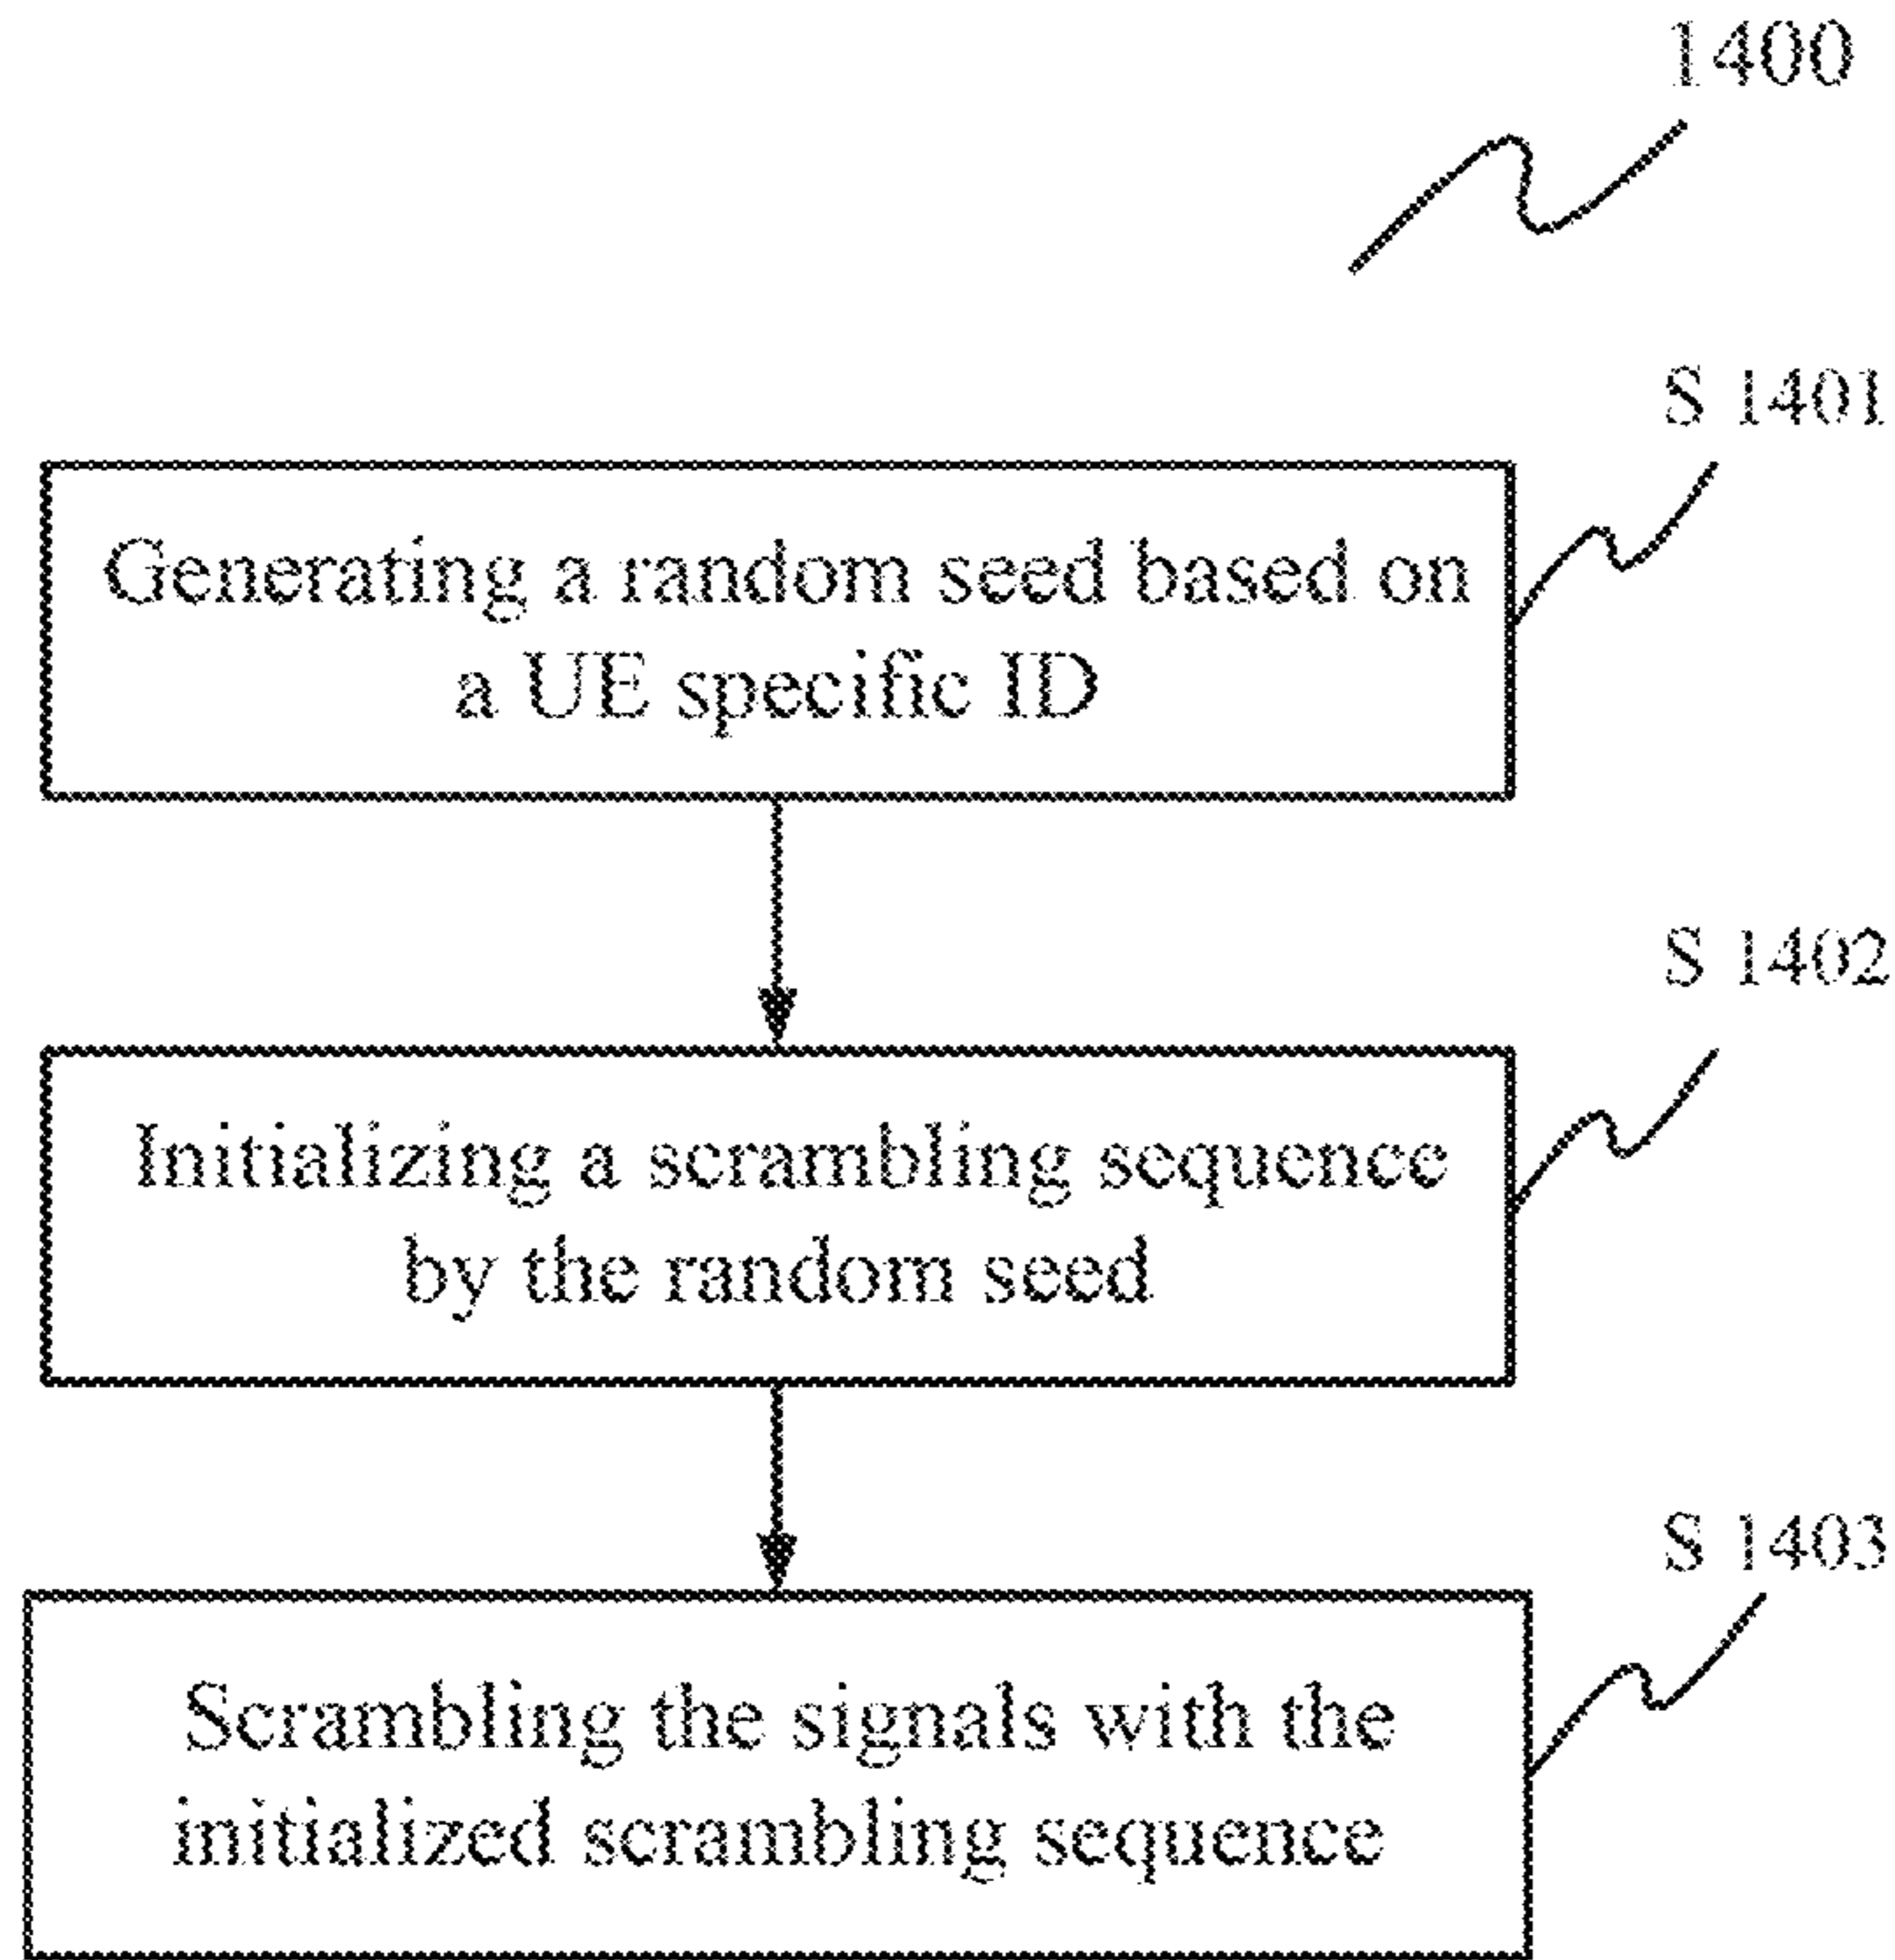 1400
S 1401
Generating a random seed based on
a UE specific ID
S 1402
Initializing a scrambling sequence
by the random seed
S 1403
Scrambling the signals with the
initialized scrambling sequence